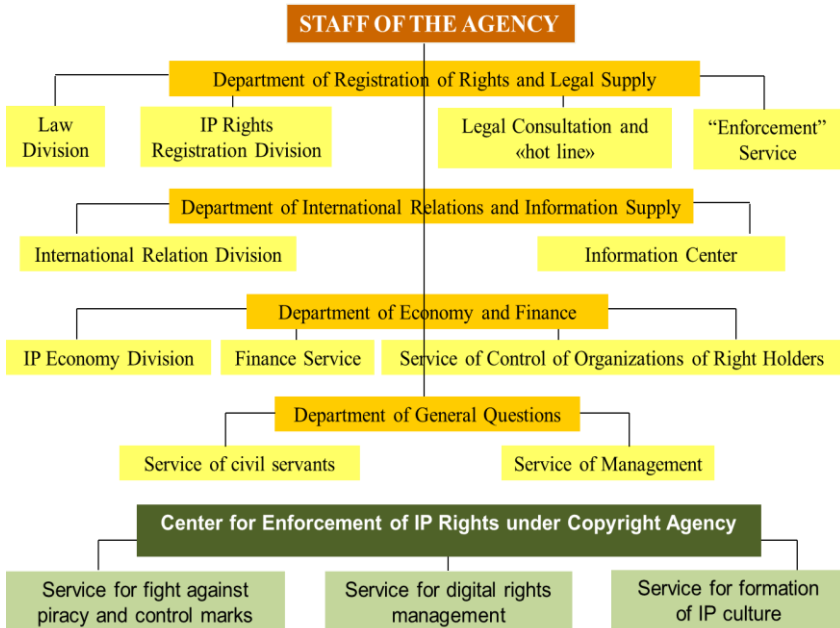 STAFF OF THE AGENCY
Department of Registration of Rights and Legal Supply
Law
Division
IP Rights
Registration Division
Legal Consultation and
«hot line»
“Enforcement”
Service
Department of International Relations and Information Supply
International Relation Division
Information Center
Department of Economy and Finance
IP Economy Division
Finance Service
Service of Control of Organizations of Right Holders
Department of General Questions
Service of civil servants
Service of Management
Center for Enforcement of IP Rights under Copyright Agency
Service for fight against
piracy and control marks
Service for digital rights
management
Service for formation
of IP culture